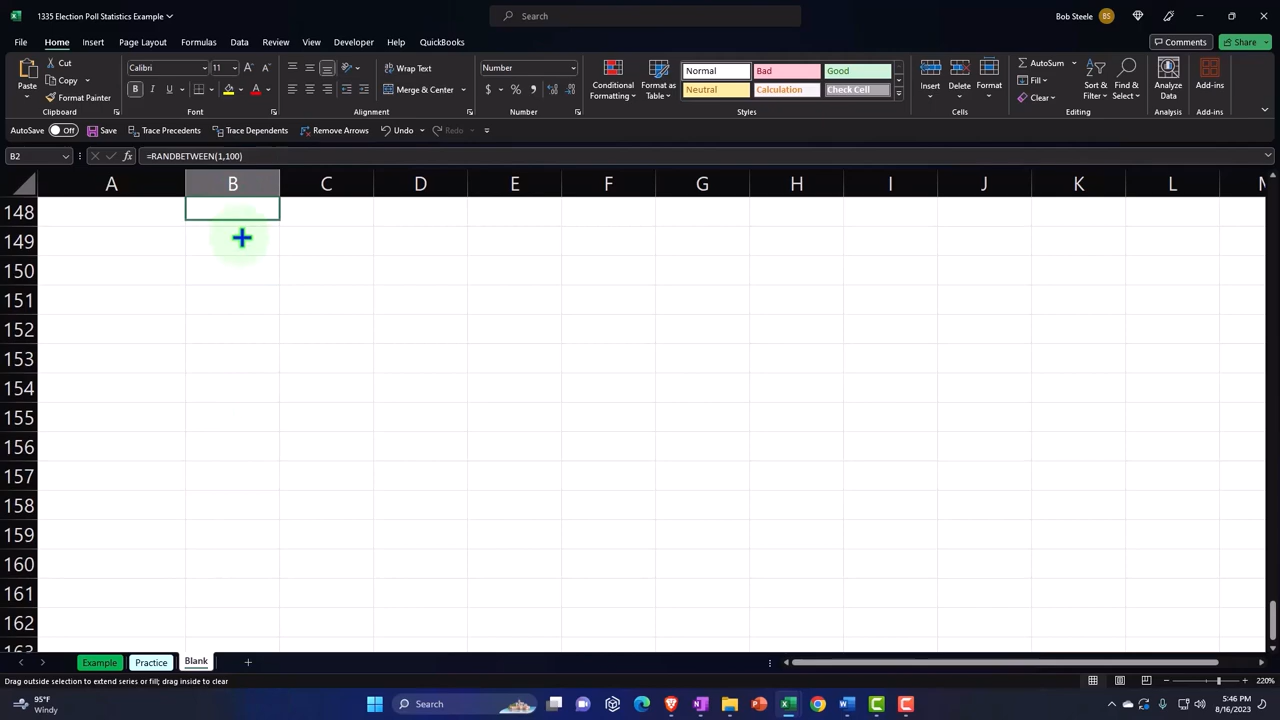 1335 Election Poll Statistics Example
Search
Bob Steele
BS
File
Home
Insert
Page Layout
Formulas
Data
Review
View
Developer
Help
QuickBooks
Comments
Share
Paste
Cut
Copy
Format Painter
Clipboard
Calibri
11
Font
Wrap Text
Merge & Center
Alignment
Number
Number
Conditional Formatting
Format as Table
Normal
Bad
Good
Neutral
Calculation
Check Cell
Styles
Insert
Delete
Format
Cells
AutoSum
Fill
Clear
Sort & Filter
Find & Select
Editing
Analyze Data
Analysis
Add-ins
Add-ins
AutoSave
Off
Save
Trace Precedents
Trace Dependents
Remove Arrows
Undo
Redo
B2
=RANDBETWEEN(1,100)
A B C D E F G H I J K L M
148
149
150
151
152
153
154
155
156
157
158
159
160
161
162
163
Example
Practice
Blank
Drag outside selection to extend series or fill; drag inside to clear
220%
95°F
Windy
Search
5:46 PM
8/16/2023